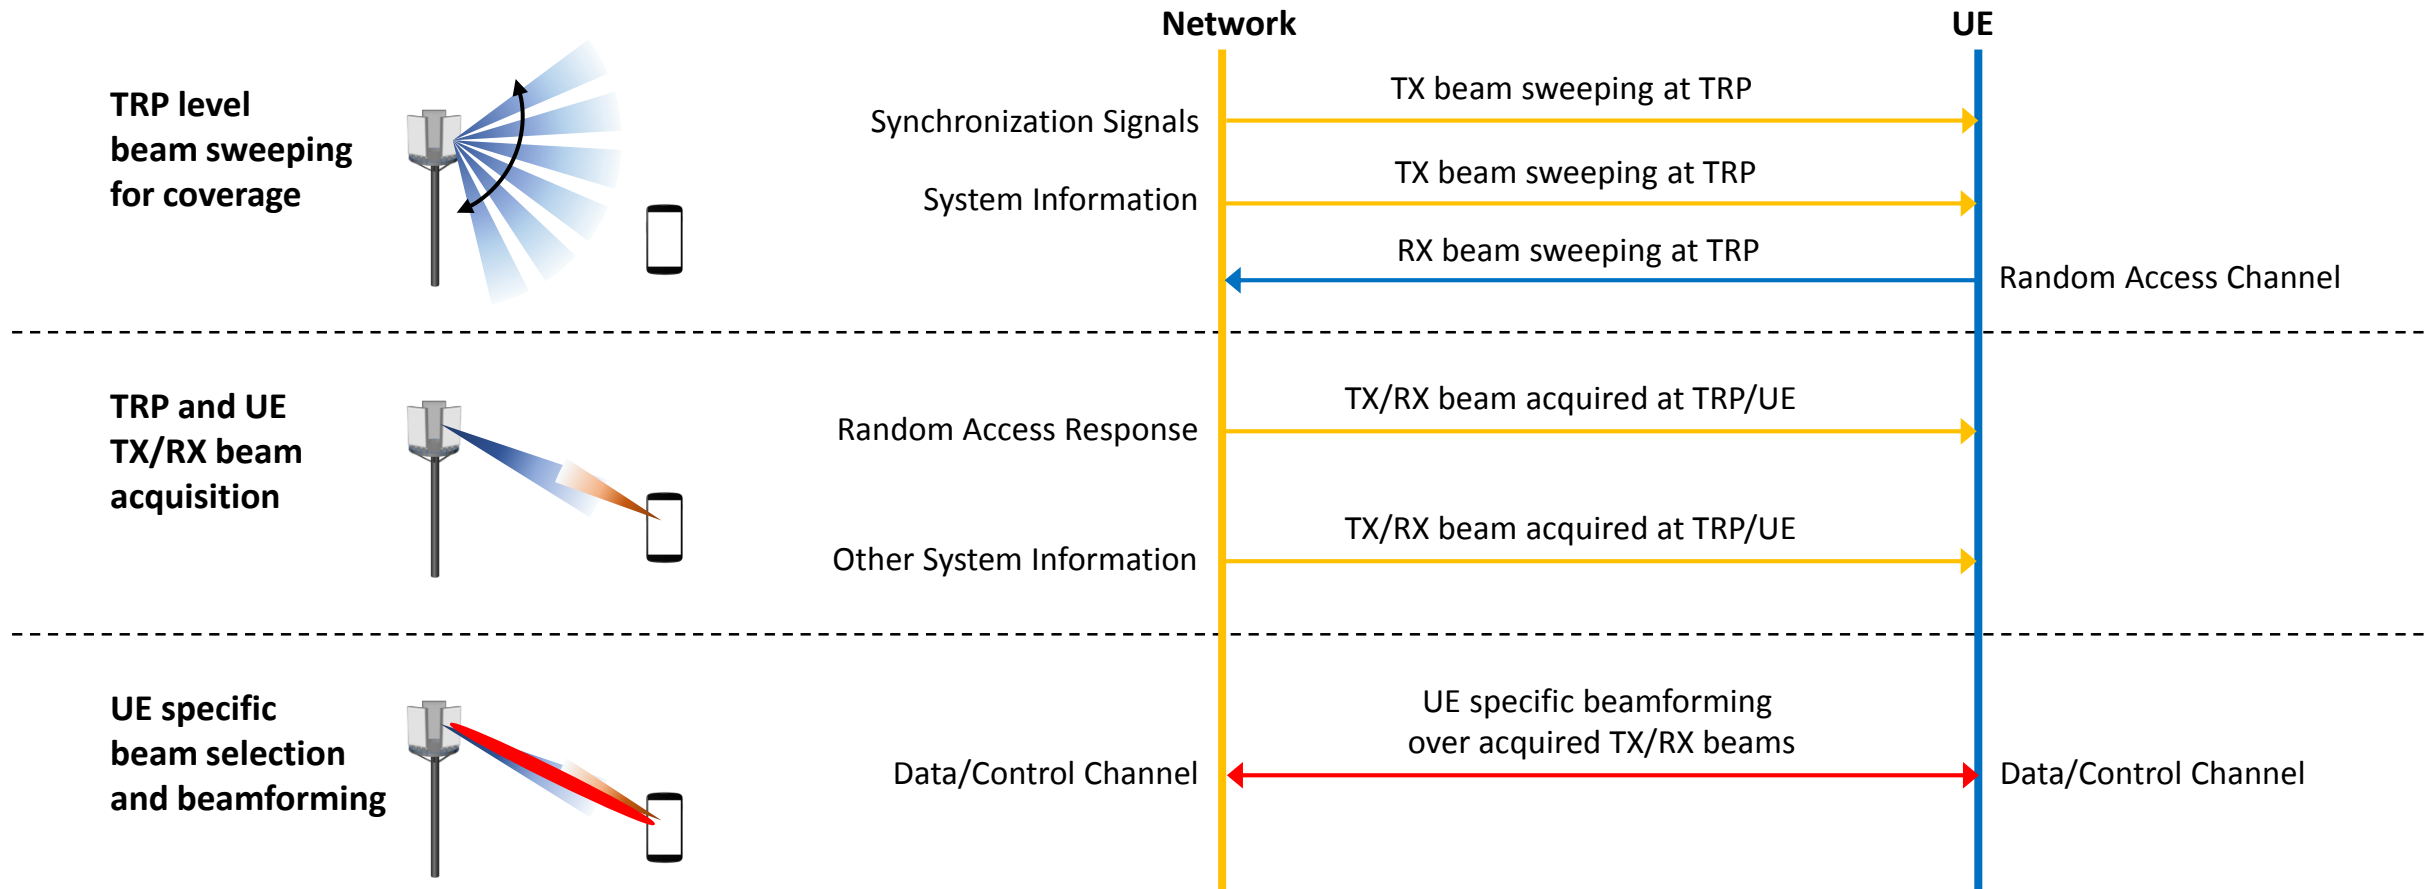 Network
UE
TRP level
beam sweeping
for coverage
Synchronization Signals
TX beam sweeping at TRP
System Information
TX beam sweeping at TRP
RX beam sweeping at TRP
Random Access Channel
TRP and UE
TX/RX beam
acquisition
Random Access Response
TX/RX beam acquired at TRP/UE
Other System Information
TX/RX beam acquired at TRP/UE
UE specific
beam selection
and beamforming
Data/Control Channel
UE specific beamforming
over acquired TX/RX beams
Data/Control Channel